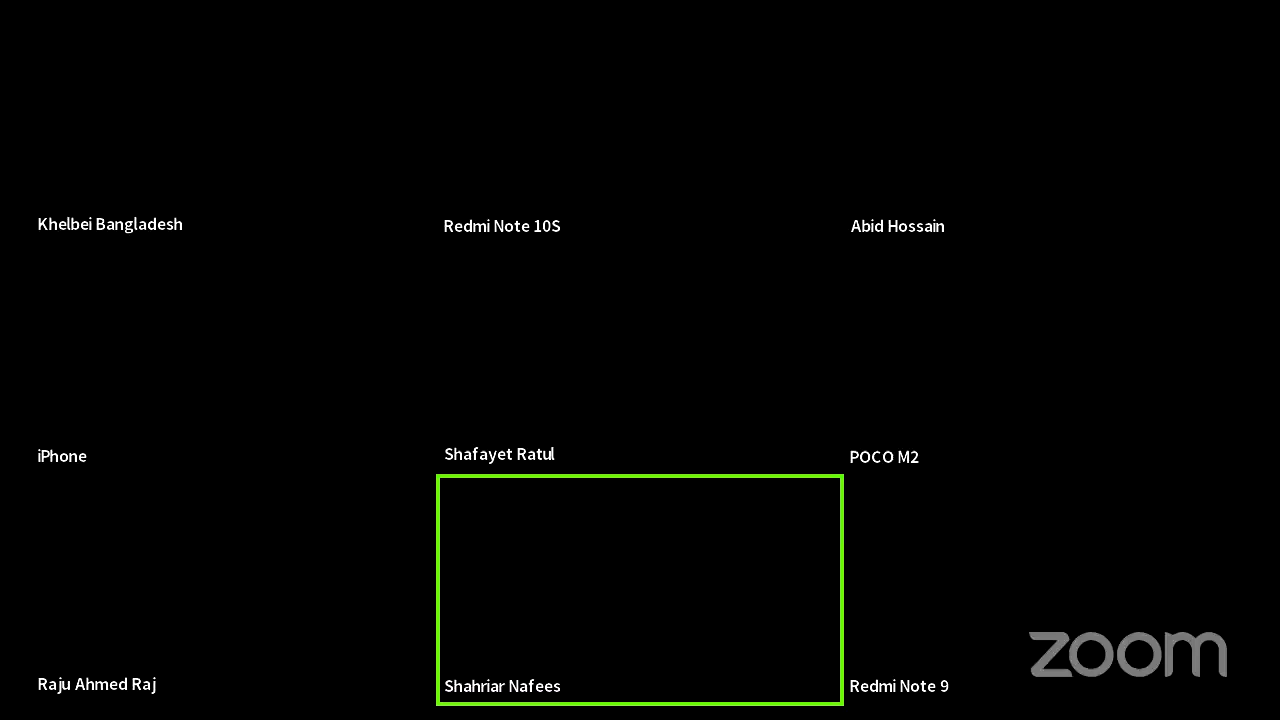 Khelbei Bangladesh
Redmi Note 10S
Abid Hossain
iPhone
Shafayet Ratul
POCO M2
Raju Ahmed Raj
Shahriar Nafees
Redmi Note 9
zoom